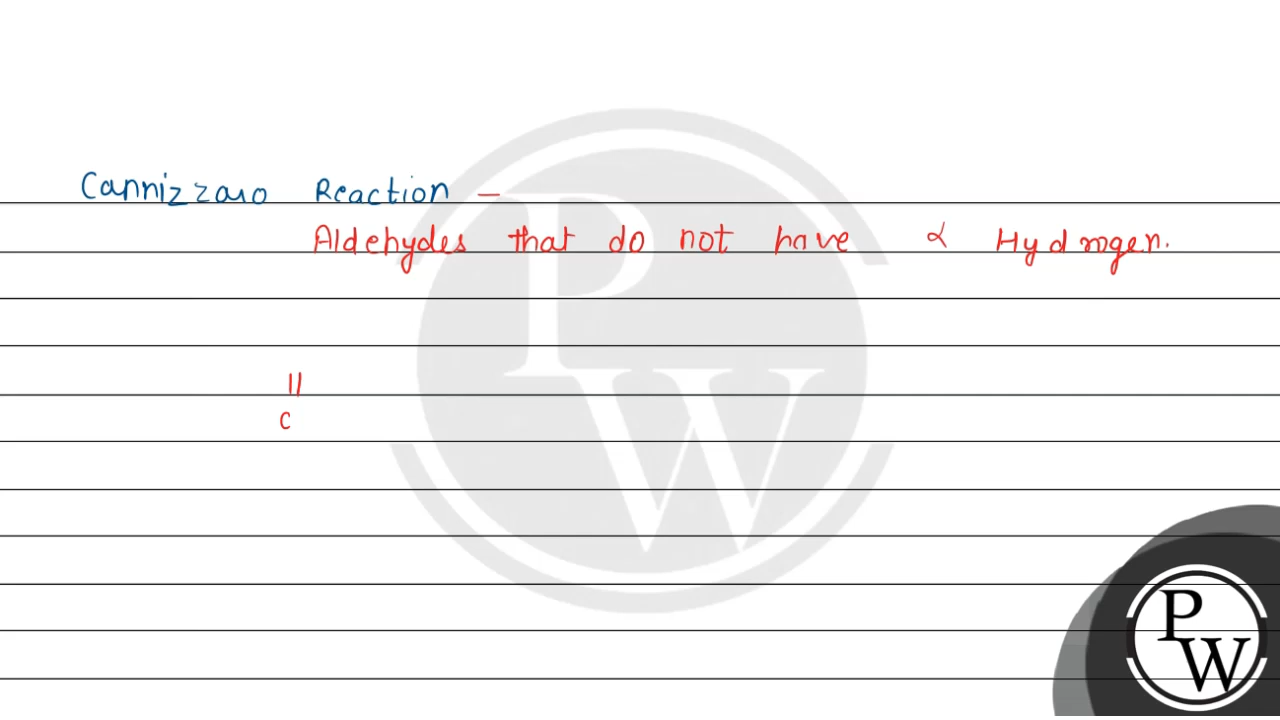 Cannizzaro Reaction –
Aldehydes that do not have α Hydrogen.
||
C
P
W
P
W